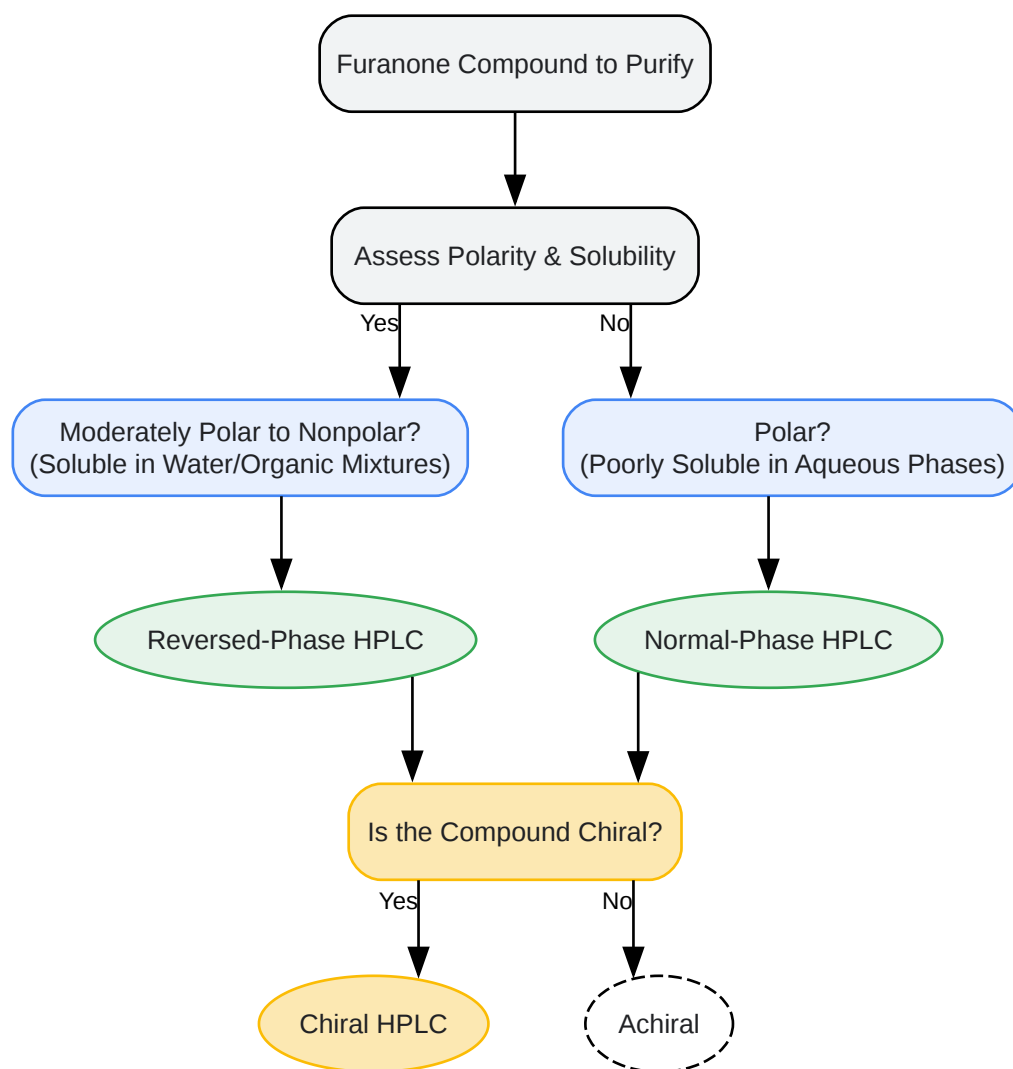 Furanone Compound to Purify
Assess Polarity & Solubility
Yes
No
Moderately Polar to Nonpolar?
(Soluble in Water/Organic Mixtures)
Polar?
(Poorly Soluble in Aqueous Phases)
Reversed-Phase HPLC
Normal-Phase HPLC
Is the Compound Chiral?
Yes
No
Chiral HPLC
Achiral